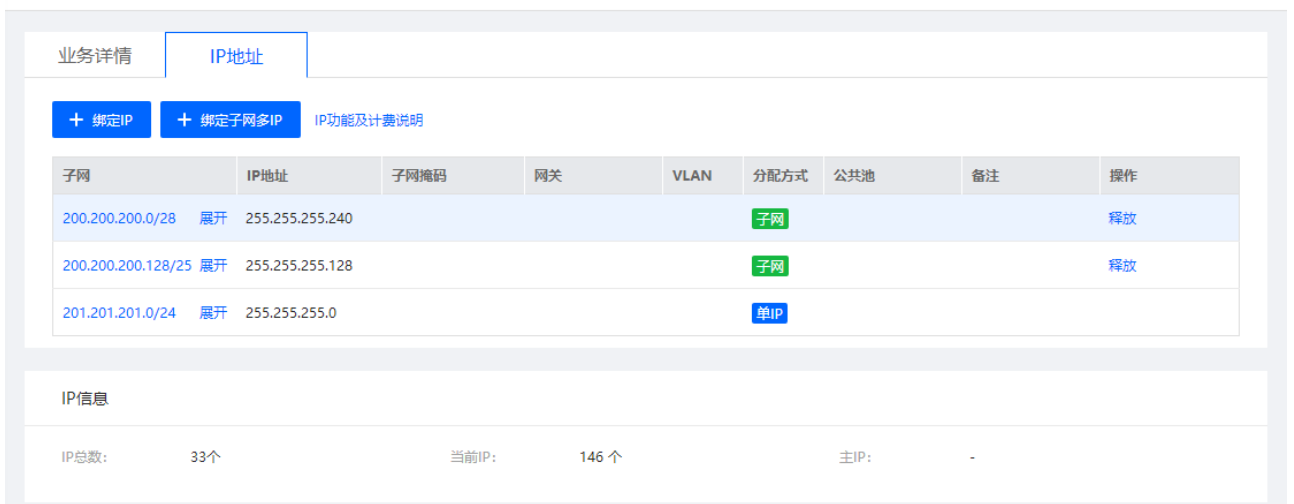 业务详情 IP地址
+ 绑定IP + 绑定子网多IP IP功能及计费说明
子网 IP地址 子网掩码 网关 VLAN 分配方式 公共池 备注 操作
200.200.200.0/28 展开 255.255.255.240 子网 释放
200.200.200.128/25 展开 255.255.255.128 子网 释放
201.201.201.0/24 展开 255.255.255.0 单IP
IP信息
IP总数: 33个 当前IP: 146 个 主IP: -